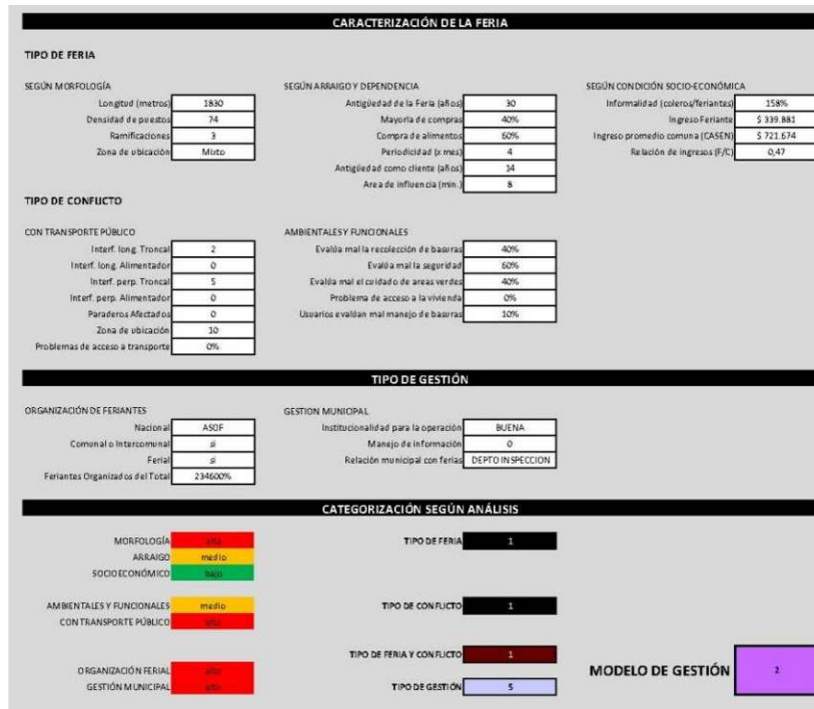 CARACTERIZACIÓN DE LA FERIA
TIPO DE FERIA
SEGÚN MORFOLOGÍA
Longitud (metros) 1830
Densidad de puestos 74
Ramificaciones 3
Zona de ubicación Mixto
SEGÚN ARRAIGO Y DEPENDENCIA
Antigüedad de la Feria (años) 30
Mayoría de compras 40%
Compra de alimentos 60%
Periodicidad (x mes) 4
Antigüedad como cliente (años) 14
Area de influencia (min.) 8
SEGÚN CONDICIÓN SOCIO-ECONÓMICA
Informalidad (coleros/feriantes) 158%
Ingreso Feriante $ 339.881
Ingreso promedio comuna (CASEN) $ 721.674
Relación de ingresos (F/C) 0,47
TIPO DE CONFLICTO
CON TRANSPORTE PÚBLICO
Interf. long. Troncal 2
Interf. long. Alimentador 0
Interf. perp. Troncal 5
Interf. perp. Alimentador 0
Paraderos Afectados 0
Zona de ubicación 10
Problemas de acceso a transporte 0%
AMBIENTALES Y FUNCIONALES
Evalúa mal la recolección de basuras 40%
Evalúa mal la seguridad 60%
Evalúa mal el cuidado de areas verdes 40%
Problema de acceso a la vivienda 0%
Usuarios evalúan mal manejo de basuras 10%
TIPO DE GESTIÓN
ORGANIZACIÓN DE FERIANTES
Nacional ASOF
Comunal o Intercomunal si
Ferial si
Feriantes Organizados del Total 234600%
GESTION MUNICIPAL
Institucionalidad para la operación BUENA
Manejo de información 0
Relación municipal con ferias DEPTO INSPECCION
CATEGORIZACIÓN SEGÚN ANÁLISIS
MORFOLOGÍA alta
ARRAIGO medio
SOCIOECONÓMICO bajo
AMBIENTALES Y FUNCIONALES medio
CON TRANSPORTE PÚBLICO alto
ORGANIZACIÓN FERIAL alto
GESTIÓN MUNICIPAL alto
TIPO DE FERIA 1
TIPO DE CONFLICTO 1
TIPO DE FERIA Y CONFLICTO 1
TIPO DE GESTIÓN 5
MODELO DE GESTIÓN 2